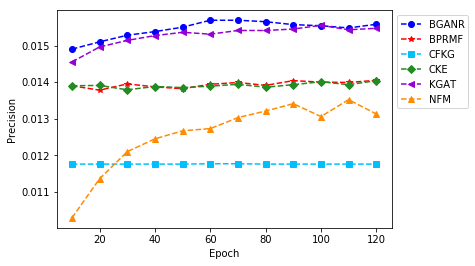 BGANR
BPRMF
CFKG
CKE
KGAT
NFM
Precision
0.015
0.014
0.013
0.012
0.011
20
40
60
80
100
120
Epoch